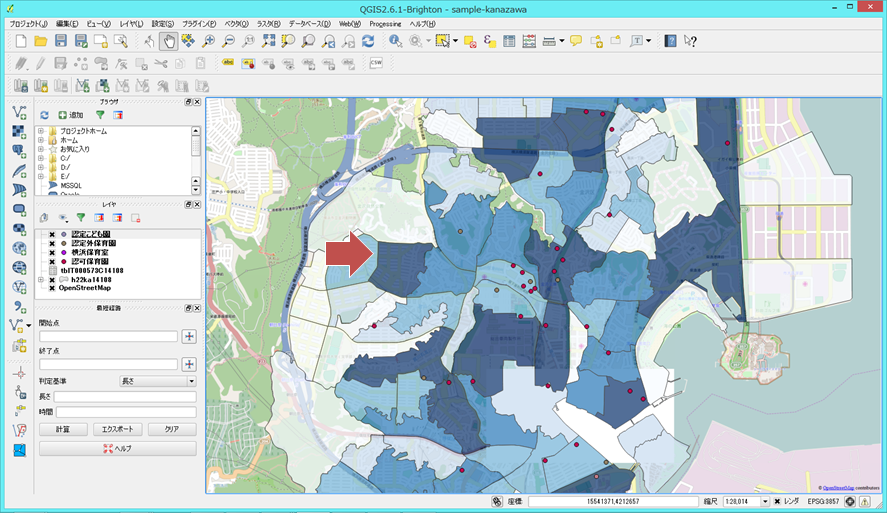 QGIS2.6.1-Brighton - sample-kanazawa
プロジェクト(J) 編集(E) ビュー(V) レイヤ(L) 設定(S) プラグイン(P) ベクタ(O) ラスタ(R) データベース(D) Web(W) Progessing ヘルプ(H)
abc
CSW
ブラウザ
追加
プロジェクトホーム
ホーム
お気に入り
C:/
D:/
E:/
MSSQL
レイヤ
認定こども園
認定外保育園
横浜保育室
認可保育園
tblT000573C14108
h22ka14108
OpenStreetMap
最短経路
開始点
終了点
判定基準 長さ
長さ
時間
計算 エクスポート クリア
ヘルプ
© OpenStreetMap contributors
座標: 15541371,4212657 縮尺 1:28,014 レンダ EPSG:3857